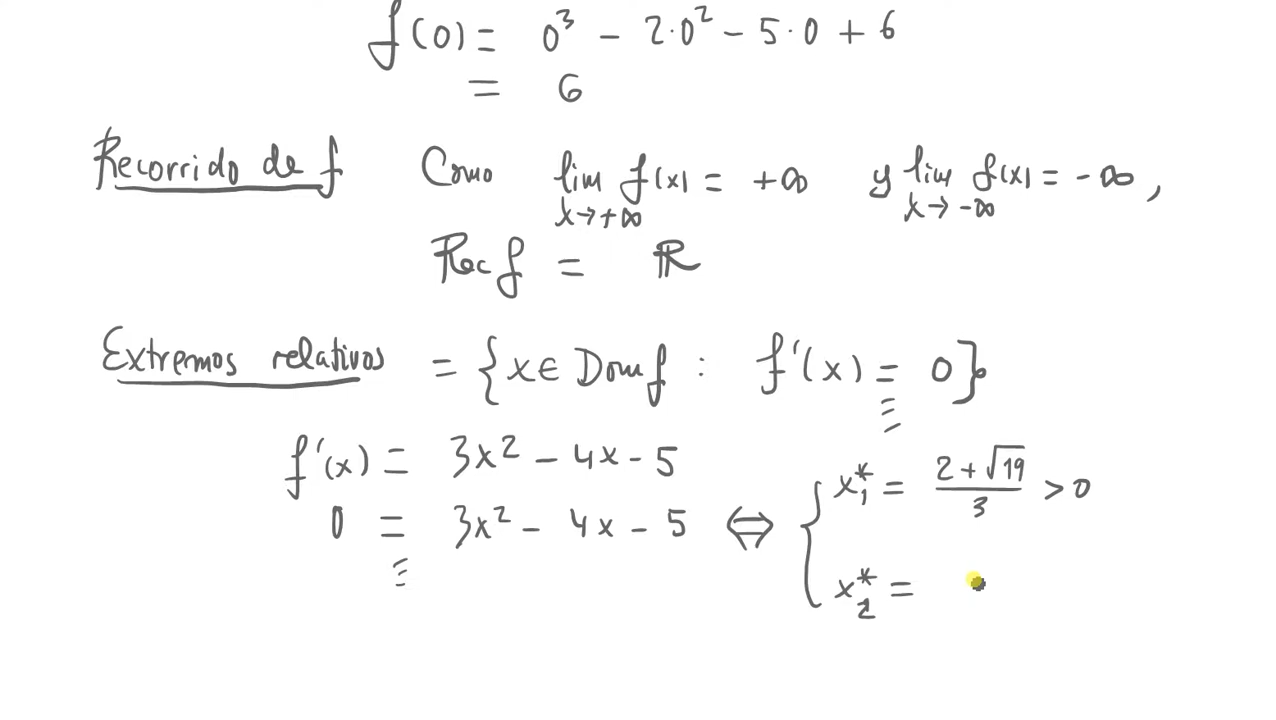 f(0) = 0³ - 2·0² - 5·0 + 6
= 6
Recorrido de f Como lim x→+∞ f(x) = +∞ y lim x→-∞ f(x) = -∞,
Rec f = ℝ
Extremos relativos = {x ∈ Dom f : f'(x) = 0}
f'(x) = 3x² - 4x - 5
0 = 3x² - 4x - 5 ⇔ { x₁* = (2 + √19)/3 > 0
x₂* =